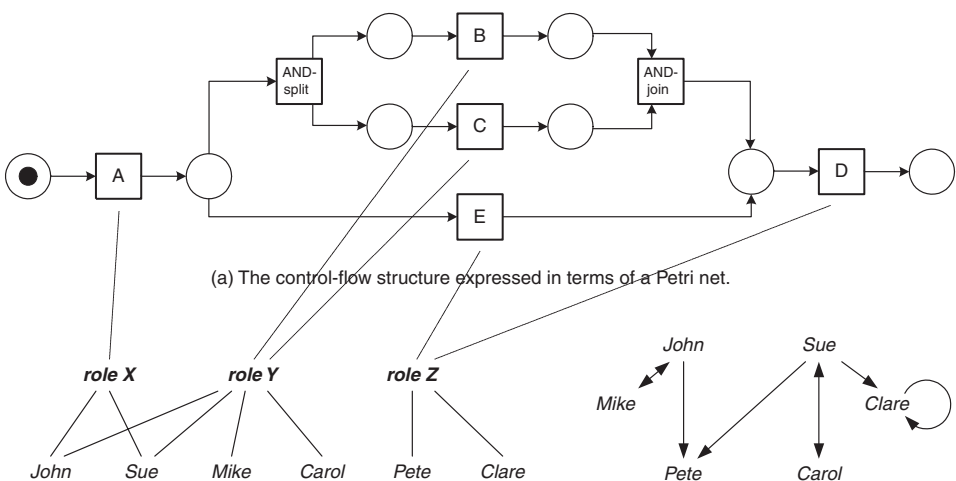 B
AND-
split
AND-
join
C
A
D
E
(a) The control-flow structure expressed in terms of a Petri net.
John
Sue
role X
role Y
role Z
Mike
Clare
John
Sue
Mike
Carol
Pete
Clare
Pete
Carol